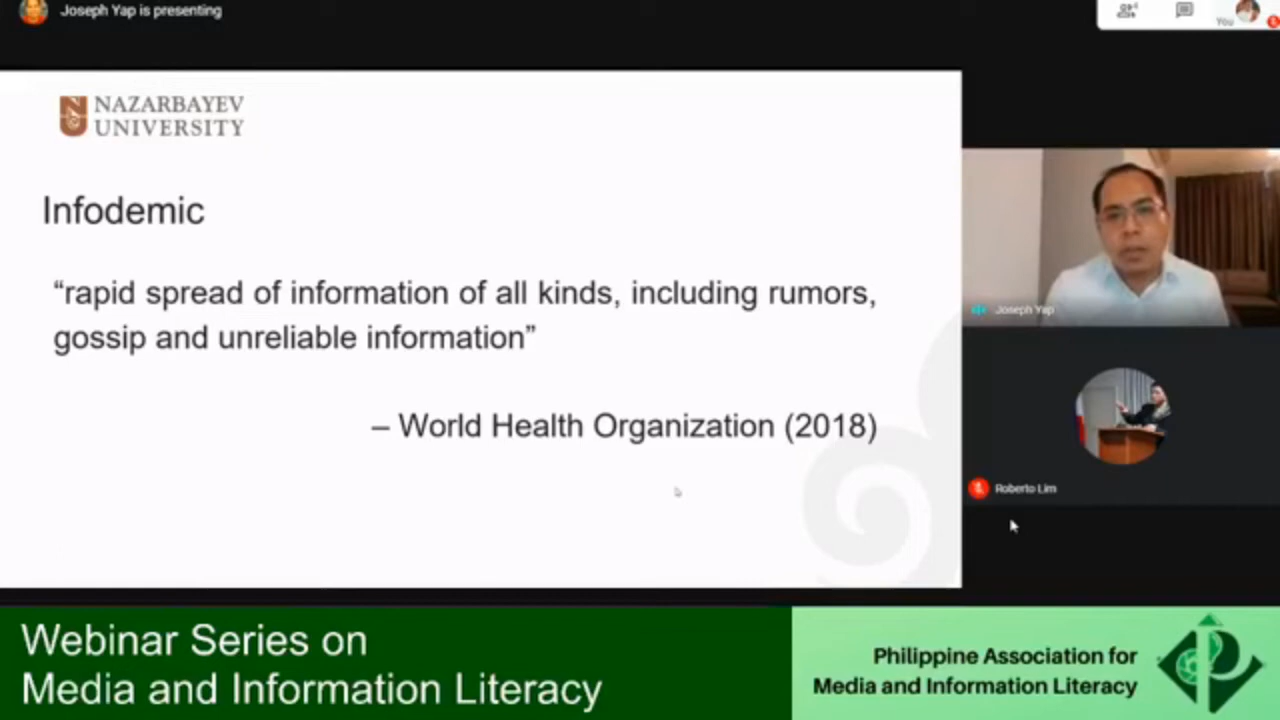 Joseph Yap is presenting
You
NAZARBAYEV
UNIVERSITY
Infodemic
“rapid spread of information of all kinds, including rumors,
gossip and unreliable information”
– World Health Organization (2018)
Joseph Yap
Roberto Lim
Webinar Series on
Media and Information Literacy
Philippine Association for
Media and Information Literacy